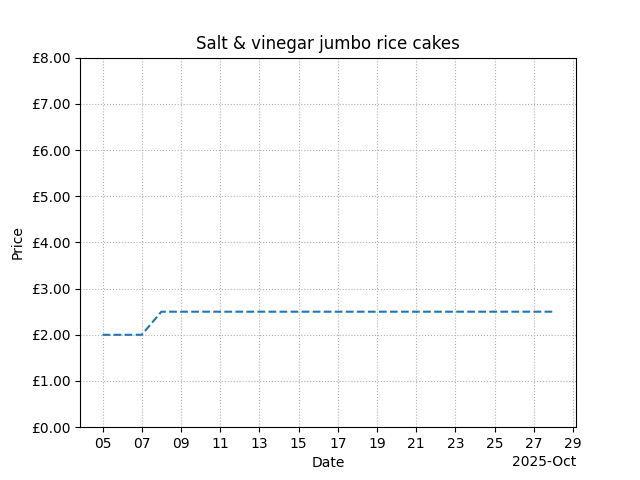 Salt & vinegar jumbo rice cakes
£8.00
£7.00
£6.00
£5.00
£4.00
£3.00
£2.00
£1.00
£0.00
Price
05 07 09 11 13 15 17 19 21 23 25 27 29
Date
2025-Oct